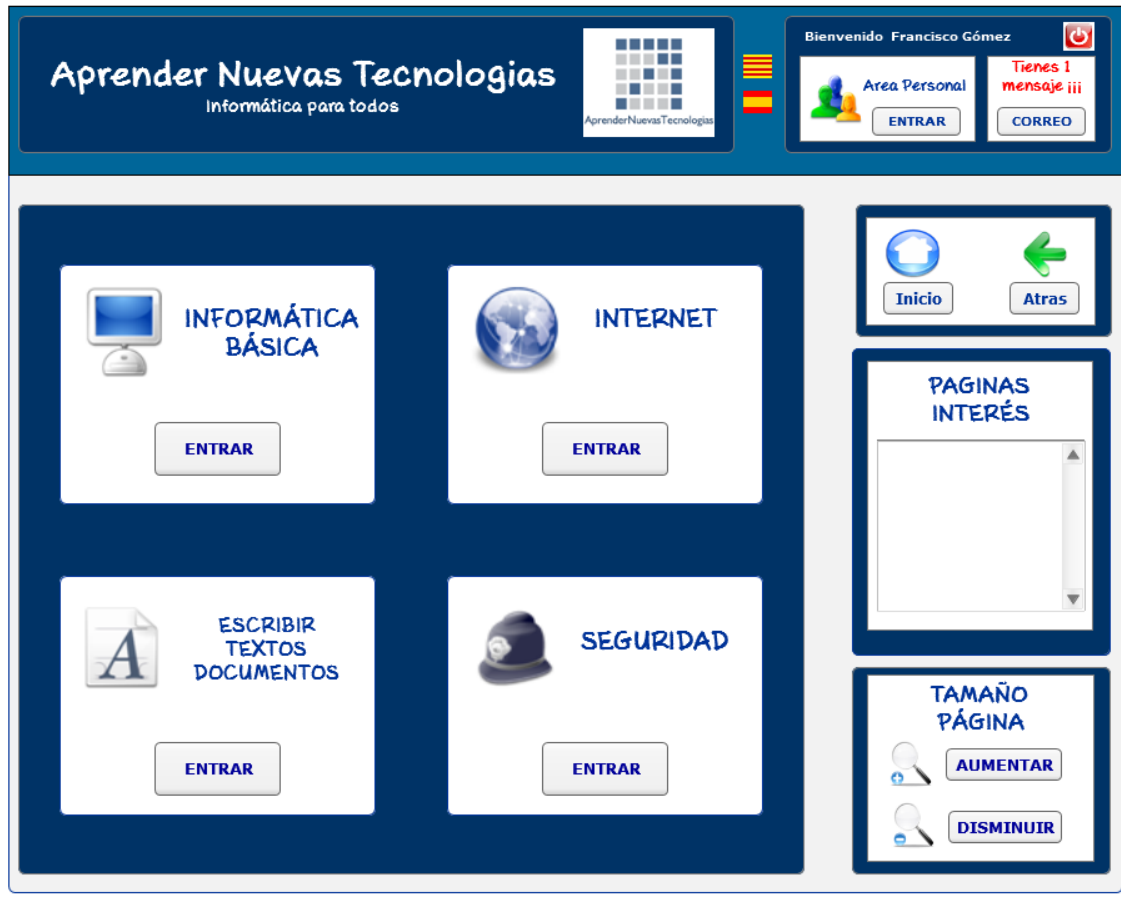 Aprender Nuevas Tecnologias
Informática para todos
AprenderNuevasTecnologias
Bienvenido Francisco Gómez
Area Personal
ENTRAR
Tienes 1
mensaje ¡¡¡
CORREO
INFORMÁTICA
BÁSICA
ENTRAR
INTERNET
ENTRAR
ESCRIBIR
TEXTOS
DOCUMENTOS
ENTRAR
SEGURIDAD
ENTRAR
Inicio
Atras
PAGINAS
INTERÉS
TAMAÑO
PÁGINA
AUMENTAR
DISMINUIR